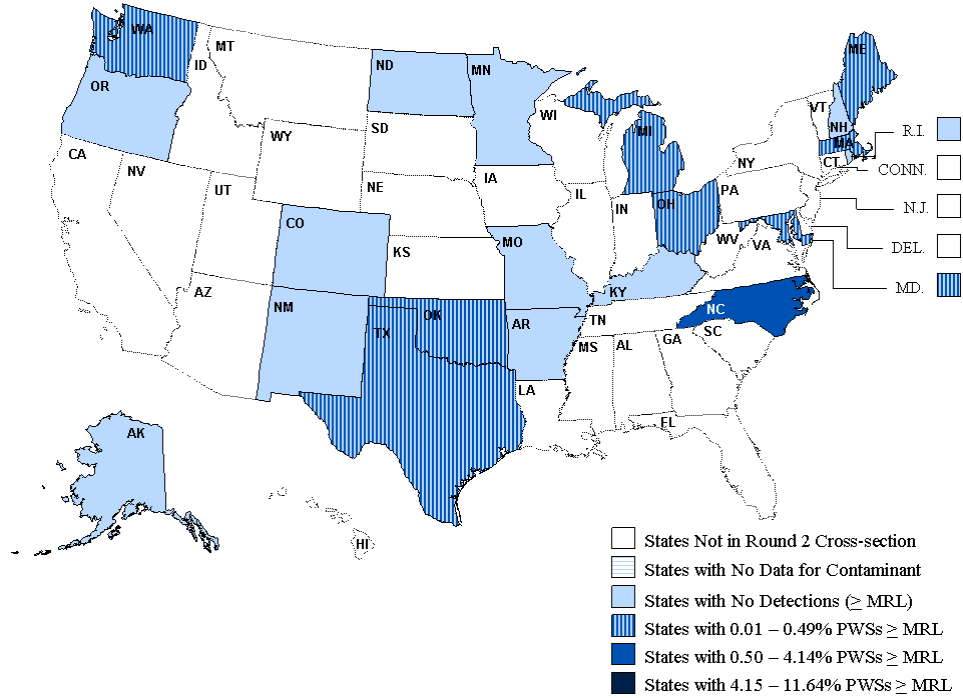 WA
MT
ME
ID
ND
MN
OR
VT
NH
WI
MI
MA
R.I.
SD
WY
CA
NV
NY
CT
CONN.
IA
PA
UT
NE
OH
IL
IN
N.J.
CO
MO
WV
VA
DEL.
KS
KY
MD.
AZ
NM
OK
NC
TX
AR
TN
SC
MS
AL
GA
LA
FL
AK
HI
States Not in Round 2 Cross-section
States with No Data for Contaminant
States with No Detections (≥ MRL)
States with 0.01 – 0.49% PWSs ≥ MRL
States with 0.50 – 4.14% PWSs ≥ MRL
States with 4.15 – 11.64% PWSs ≥ MRL